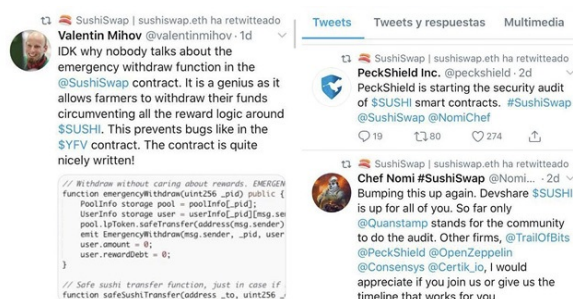 SushiSwap | sushiswap.eth ha retwitteado
Valentin Mihov @valentinmihov · 1d
IDK why nobody talks about the
emergency withdraw function in the
@SushiSwap contract. It is a genius as it
allows farmers to withdraw their funds
circumventing all the reward logic around
$SUSHI. This prevents bugs like in the
$YFV contract. The contract is quite
nicely written!
// Withdraw without caring about rewards. EMERGEN
function emergencyWithdraw(uint256 _pid) public {
PoolInfo storage pool = poolInfo[_pid];
UserInfo storage user = userInfo[_pid][msg.se
pool.lpToken.safeTransfer(address(msg.sender)
emit EmergencyWithdraw(msg.sender, _pid, user
user.amount = 0;
user.rewardDebt = 0;
}
// Safe sushi transfer function, just in case if
function safeSushiTransfer(address _to, uint256 _
Tweets Tweets y respuestas Multimedia
SushiSwap | sushiswap.eth ha retwitteado
PeckShield Inc. @peckshield · 2d
PeckShield is starting the security audit
of $SUSHI smart contracts. #SushiSwap
@SushiSwap @NomiChef
19 80 274
SushiSwap | sushiswap.eth ha retwitteado
Chef Nomi #SushiSwap @Nomi... · 2d
Bumping this up again. Devshare $SUSHI
is up for all of you. So far only
@Quanstamp stands for the community
to do the audit. Other firms, @TrailOfBits
@PeckShield @OpenZeppelin
@Consensys @Certik_io, I would
appreciate if you join us or give us the
timeline that works for you